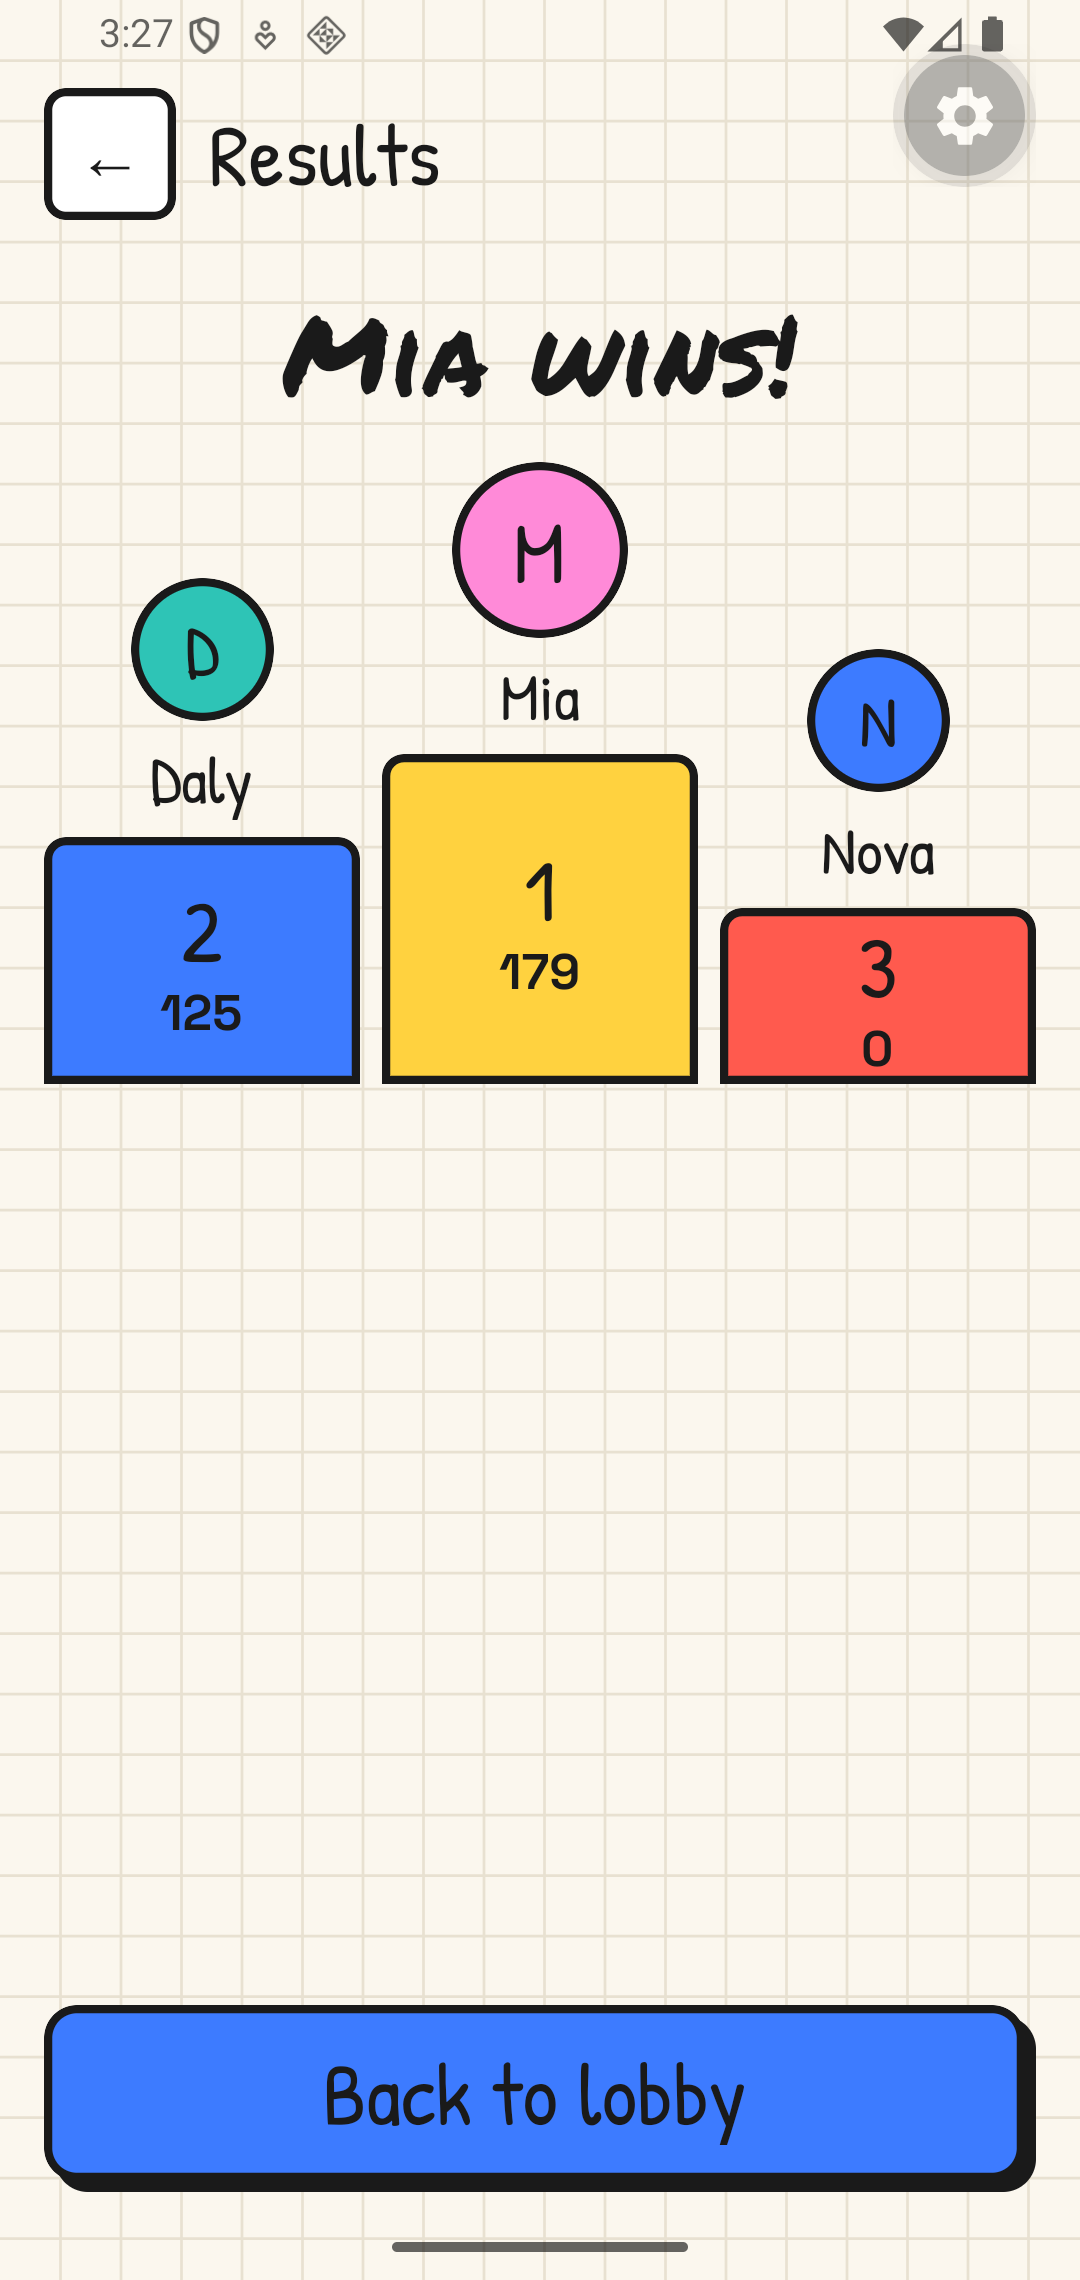 3:27
← Results
Mia wins!
M
D
Mia
N
Daly
Nova
1
2
179
3
125
0
Back to lobby